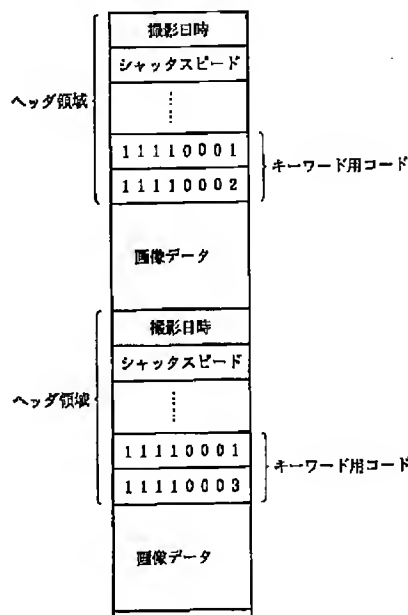 撮影日時
シャッタスピード
ヘッダ領域
11110001
キーワード用コード
11110002
画像データ
撮影日時
シャッタスピード
ヘッダ領域
11110001
キーワード用コード
11110003
画像データ